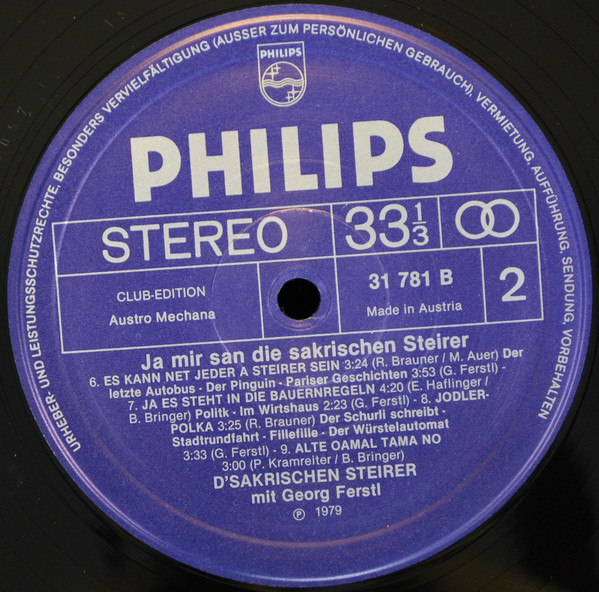 URHEBER UND LEISTUNGSSCHUTZRECHTE, BESONDERS VERVIELFÄLTIGUNG (AUSSER ZUM PERSÖNLICHEN GEBRAUCH), VERMIETUNG, AUFFÜHRUNG, SENDUNG, VORBEHALTEN
PHILIPS
PHILIPS
STEREO
33 1/3
CLUB-EDITION
Austro Mechana
31 781 B
Made in Austria
2
Ja mir san die sakrischen Steirer
6. ES KANN NET JEDER A STEIRER SEIN 3:24 (R. Brauner / M. Auer) Der
letzte Autobus - Der Pinguin - Pariser Geschichten 3:53 (G. Ferstl) -
7. JA ES STEHT IN DIE BAUERNREGELN 4:20 (E. Haflinger /
B. Bringer) Politk - Im Wirtshaus 2:23 (G. Ferstl) - 8. JODLER-
POLKA 3:25 (R. Brauner) Der Schurli schreibt -
Stadtrundfahrt - Fillefille - Der Würstelautomat
3:33 (G. Ferstl) - 9. ALTE OAMAL TAMA NO
3:00 (P. Kramreiter / B. Bringer)
D'SAKRISCHEN STEIRER
mit Georg Ferstl
℗ 1979